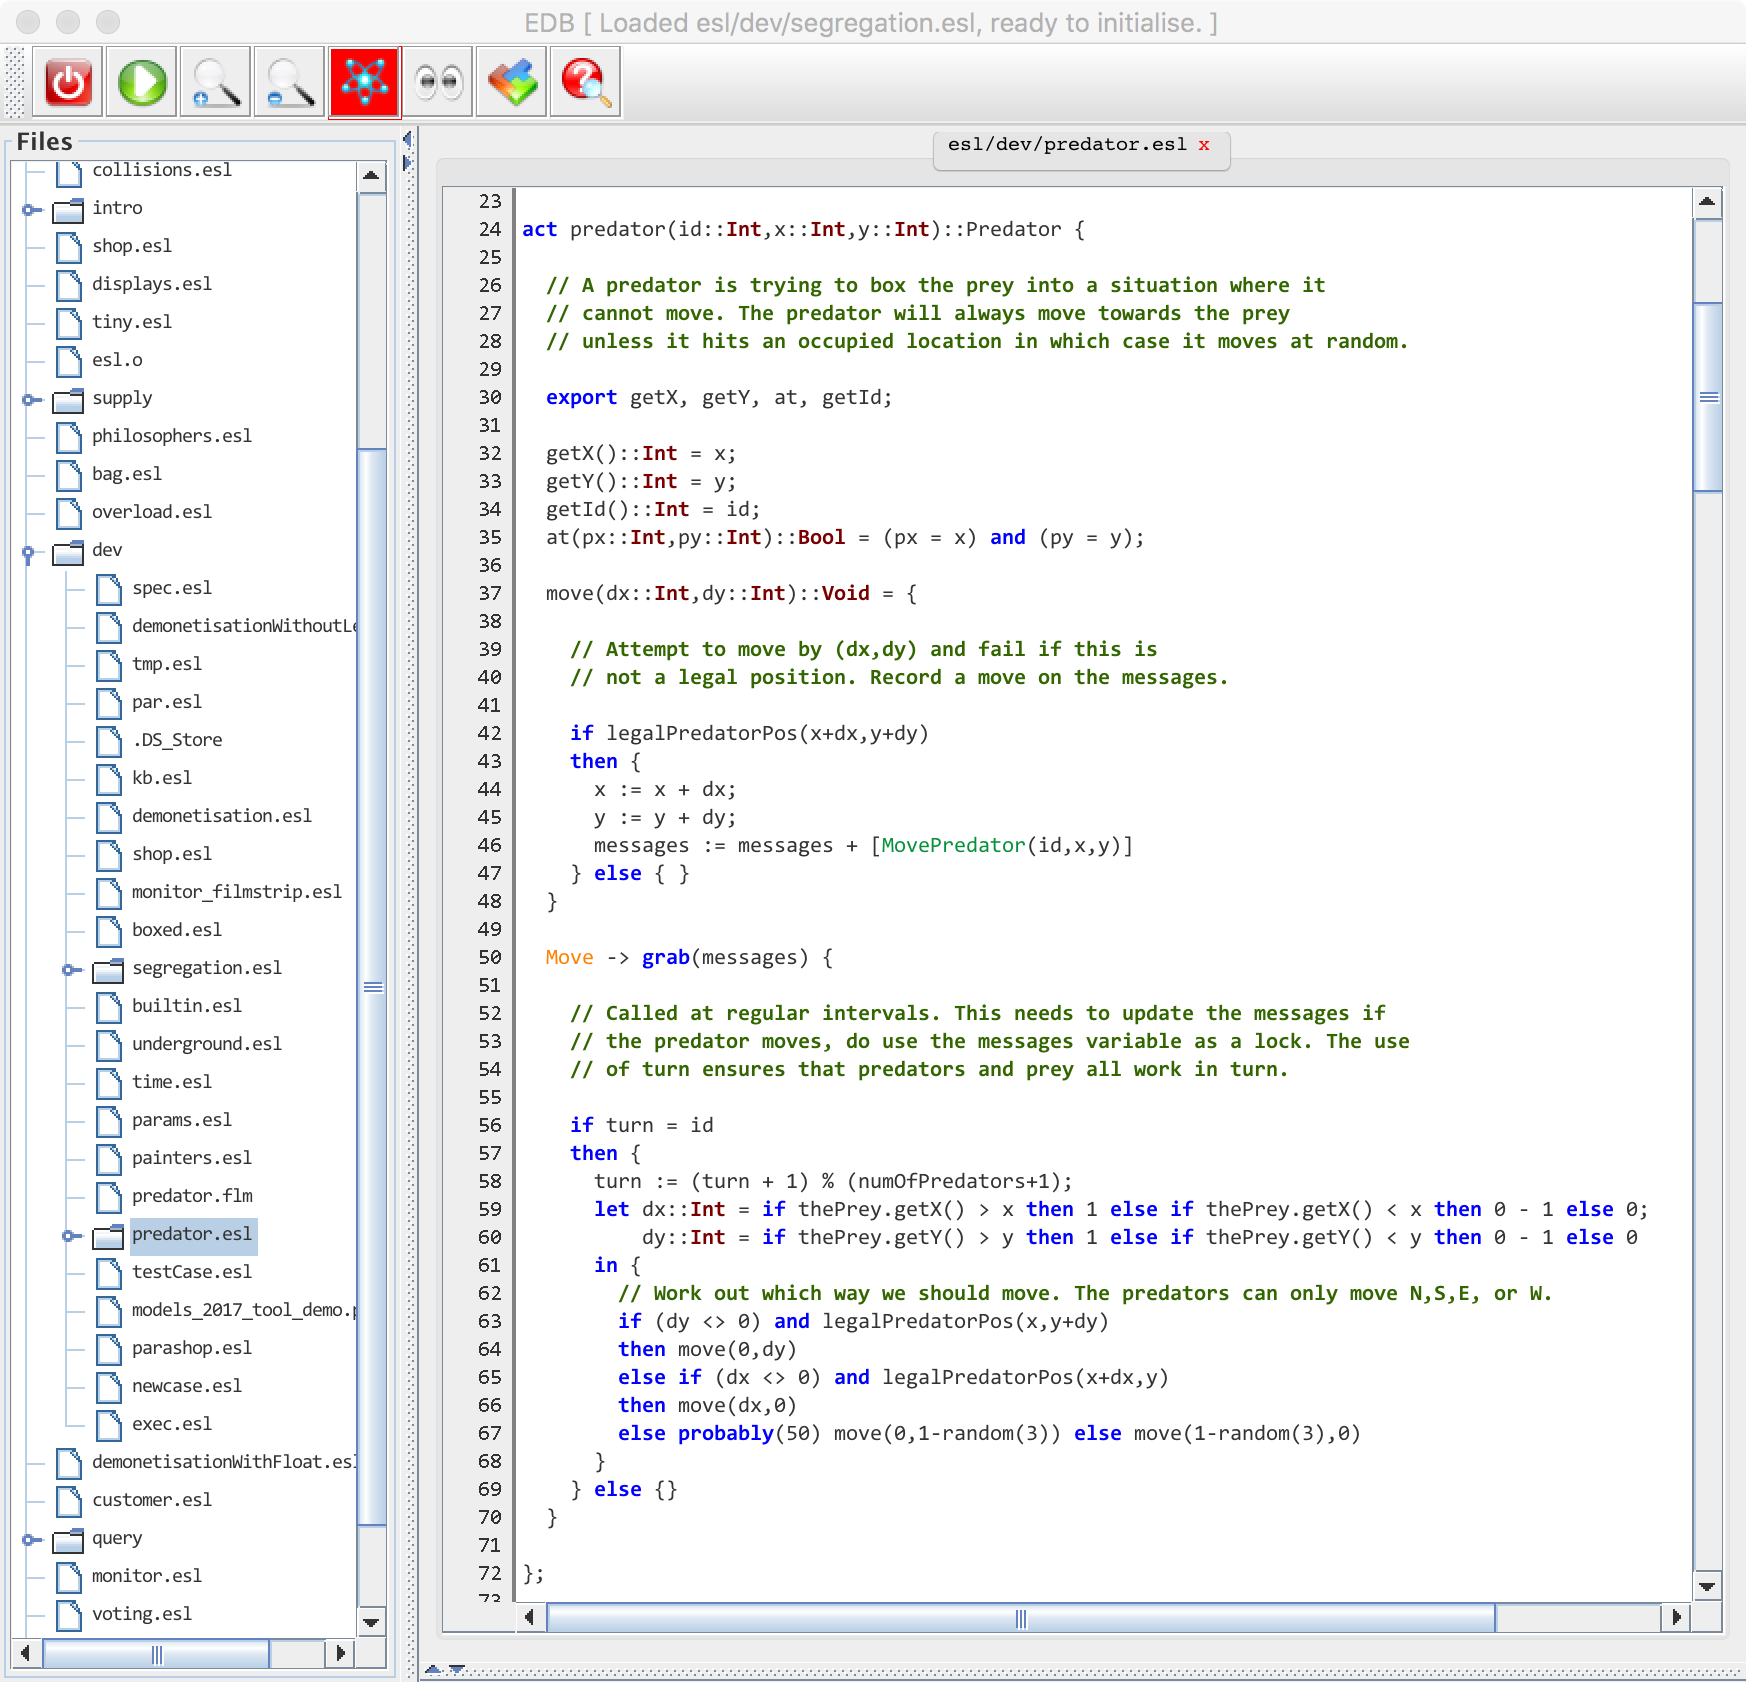 EDB [ Loaded esl/dev/segregation.esl, ready to initialise. ]
Files
collisions.esl
intro
shop.esl
displays.esl
tiny.esl
esl.o
supply
philosophers.esl
bag.esl
overload.esl
dev
spec.esl
demonetisationWithoutLe
tmp.esl
par.esl
.DS_Store
kb.esl
demonetisation.esl
shop.esl
monitor_filmstrip.esl
boxed.esl
segregation.esl
builtin.esl
underground.esl
time.esl
params.esl
painters.esl
predator.flm
predator.esl
testCase.esl
models_2017_tool_demo.p
parashop.esl
newcase.esl
exec.esl
demonetisationWithFloat.esl
customer.esl
query
monitor.esl
voting.esl
esl/dev/predator.esl x
23
24 act predator(id::Int,x::Int,y::Int)::Predator {
25
26 // A predator is trying to box the prey into a situation where it
27 // cannot move. The predator will always move towards the prey
28 // unless it hits an occupied location in which case it moves at random.
29
30 export getX, getY, at, getId;
31
32 getX()::Int = x;
33 getY()::Int = y;
34 getId()::Int = id;
35 at(px::Int,py::Int)::Bool = (px = x) and (py = y);
36
37 move(dx::Int,dy::Int)::Void = {
38
39 // Attempt to move by (dx,dy) and fail if this is
40 // not a legal position. Record a move on the messages.
41
42 if legalPredatorPos(x+dx,y+dy)
43 then {
44 x := x + dx;
45 y := y + dy;
46 messages := messages + [MovePredator(id,x,y)]
47 } else { }
48 }
49
50 Move -> grab(messages) {
51
52 // Called at regular intervals. This needs to update the messages if
53 // the predator moves, do use the messages variable as a lock. The use
54 // of turn ensures that predators and prey all work in turn.
55
56 if turn = id
57 then {
58 turn := (turn + 1) % (numOfPredators+1);
59 let dx::Int = if thePrey.getX() > x then 1 else if thePrey.getX() < x then 0 - 1 else 0;
60 dy::Int = if thePrey.getY() > y then 1 else if thePrey.getY() < y then 0 - 1 else 0
61 in {
62 // Work out which way we should move. The predators can only move N,S,E, or W.
63 if (dy <> 0) and legalPredatorPos(x,y+dy)
64 then move(0,dy)
65 else if (dx <> 0) and legalPredatorPos(x+dx,y)
66 then move(dx,0)
67 else probably(50) move(0,1-random(3)) else move(1-random(3),0)
68 }
69 } else {}
70 }
71
72 };
73